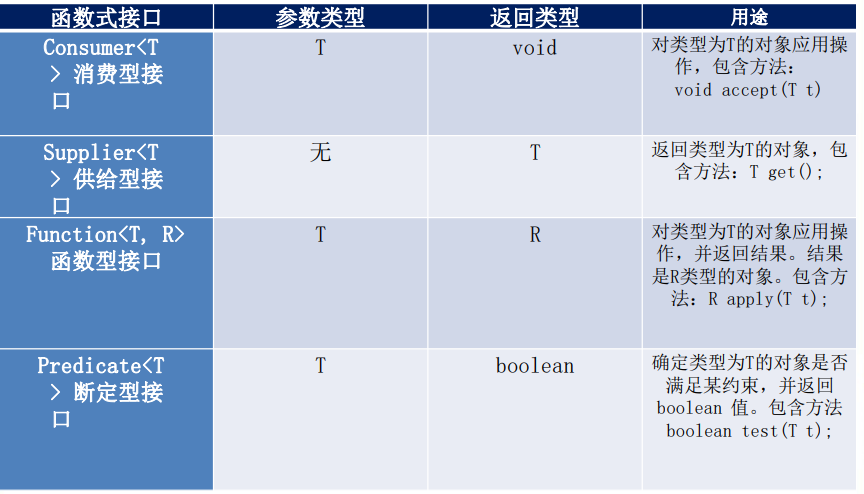 函数式接口
参数类型
返回类型
用途
Consumer<T
> 消费型接
口
T
void
对类型为T的对象应用操
作，包含方法：
void accept(T t)
Supplier<T
> 供给型接
口
无
T
返回类型为T的对象，包
含方法：T get();
Function<T, R>
函数型接口
T
R
对类型为T的对象应用操
作，并返回结果。结果
是R类型的对象。包含方
法：R apply(T t);
Predicate<T
> 断定型接
口
T
boolean
确定类型为T的对象是否
满足某约束，并返回
boolean 值。包含方法
boolean test(T t);